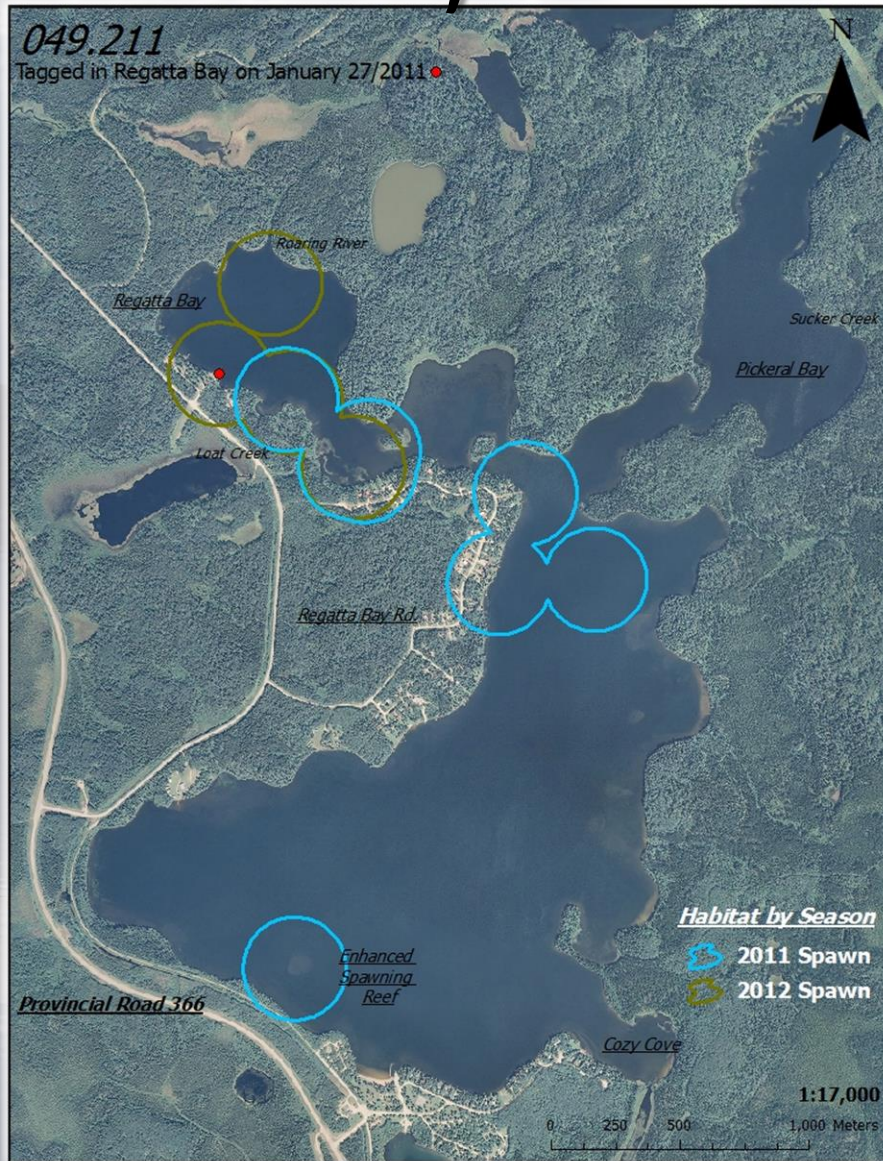 049.211
Tagged in Regatta Bay on January 27/2011
N
Roaring River
Regatta Bay
Sucker Creek
Pickeral Bay
Loat Creek
Regatta Bay Rd.
Habitat by Season
2011 Spawn
2012 Spawn
Enhanced
Spawning
Reef
Provincial Road 366
Cozy Cove
1:17,000
0 250 500 1,000 Meters